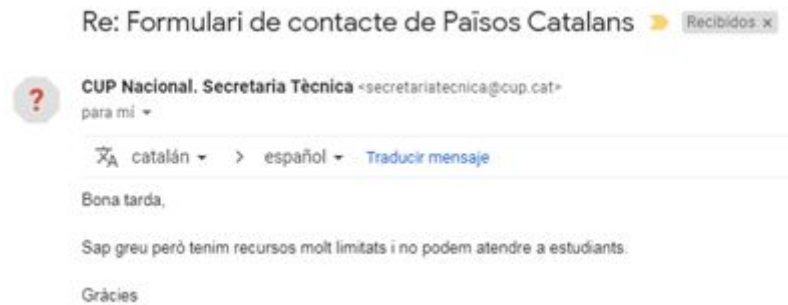 Re: Formulari de contacte de Països Catalans Recibidos x
?
CUP Nacional. Secretaria Tècnica <secretariatecnica@cup.cat>
para mí
catalán > español Traducir mensaje
Bona tarda,
Sap greu però tenim recursos molt limitats i no podem atendre a estudiants.
Gràcies